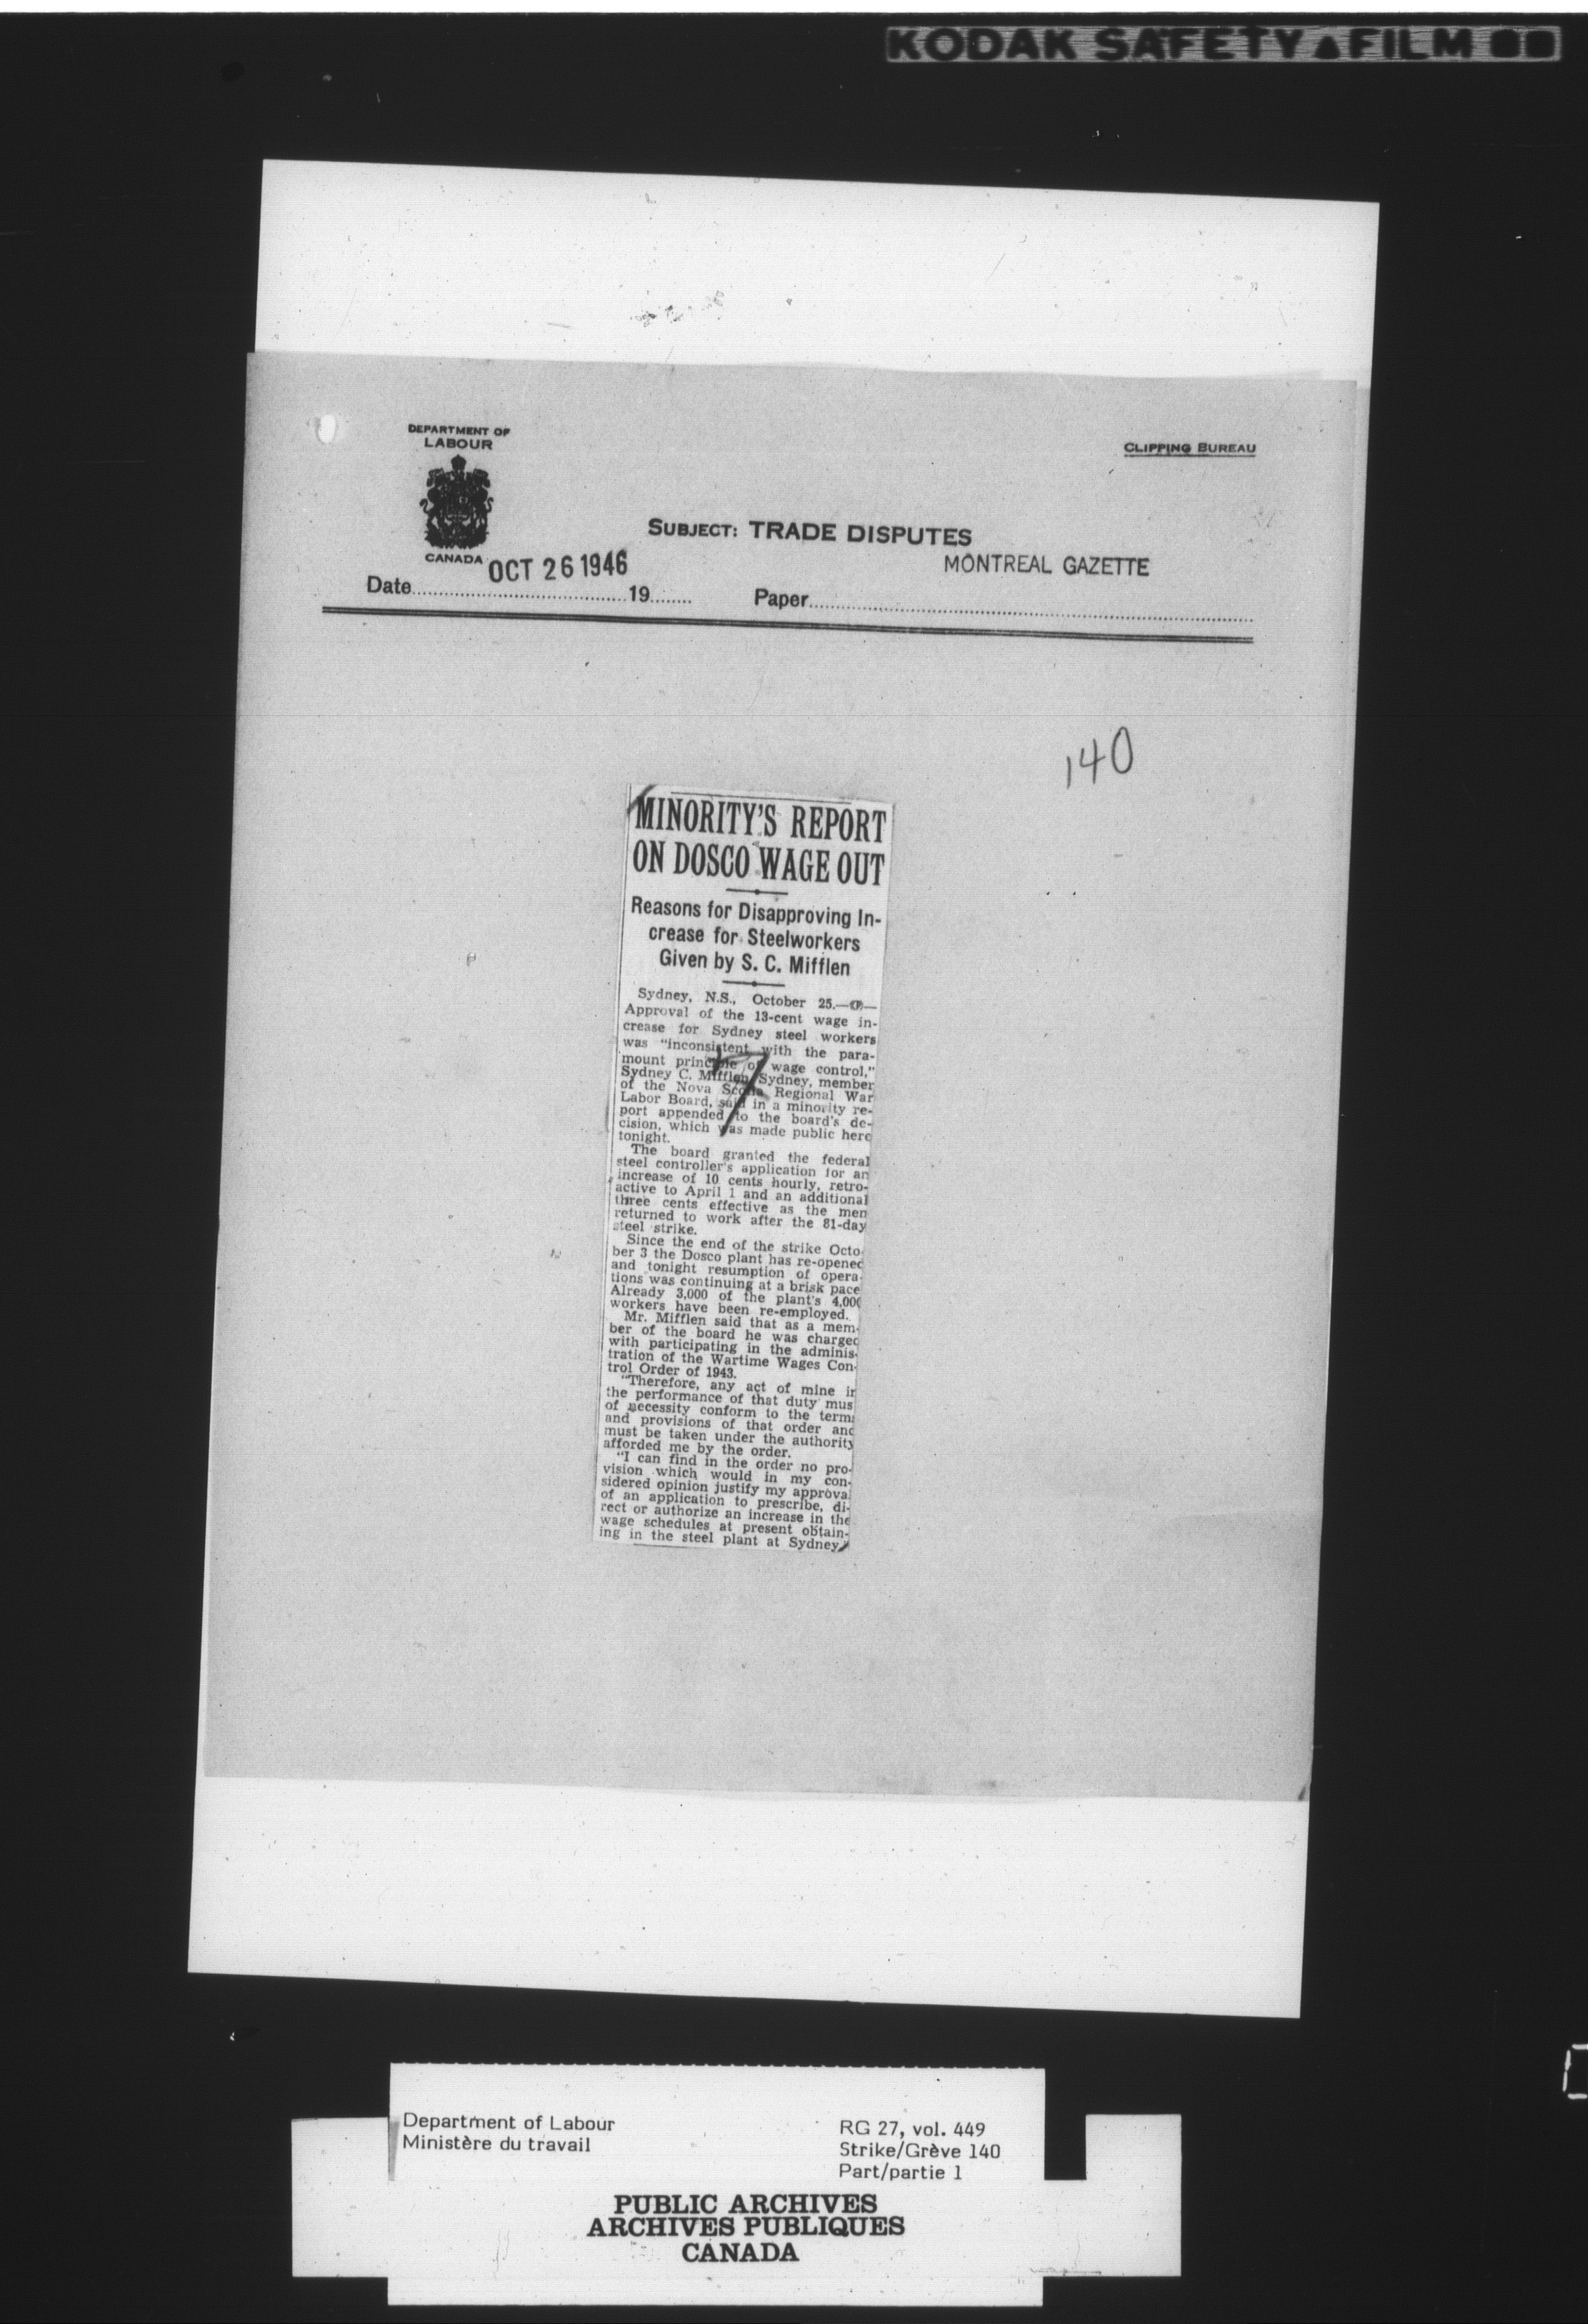 KODAK SAFETY FILM
DEPARTMENT OF
LABOUR
CANADA
CLIPPING BUREAU
SUBJECT: TRADE DISPUTES
OCT 26 1946
MONTREAL GAZETTE
Date 19
Paper
140
MINORITY'S REPORT
ON DOSCO WAGE OUT
Reasons for Disapproving In-
crease for Steelworkers
Given by S. C. Mifflen
Sydney, N.S., October 25.—(CP)—
Approval of the 13-cent wage in-
crease for Sydney steel workers
was "inconsistent with the para-
mount principle of wage control,"
Sydney C. Mifflen, Sydney, member
of the Nova Scotia Regional War
Labor Board, said in a minority re-
port appended to the board's de-
cision, which was made public here
tonight.
The board granted the federal
steel controller's application for an
increase of 10 cents hourly, retro-
active to April 1 and an additional
three cents effective as the men
returned to work after the 81-day
steel strike.
Since the end of the strike Octo-
ber 3 the Dosco plant has re-opened
and tonight resumption of opera-
tions was continuing at a brisk pace
Already 3,000 of the plant's 4,000
workers have been re-employed.
Mr. Mifflen said that as a mem-
ber of the board he was charged
with participating in the adminis-
tration of the Wartime Wages Con-
trol Order of 1943.
"Therefore, any act of mine in
the performance of that duty mus
of necessity conform to the terms
and provisions of that order and
must be taken under the authority
afforded me by the order.
"I can find in the order no pro-
vision which would in my con-
sidered opinion justify my approval
of an application to prescribe, di-
rect or authorize an increase in the
wage schedules at present obtain-
ing in the steel plant at Sydney
Department of Labour
Ministère du travail
RG 27, vol. 449
Strike/Grève 140
Part/partie 1
PUBLIC ARCHIVES
ARCHIVES PUBLIQUES
CANADA